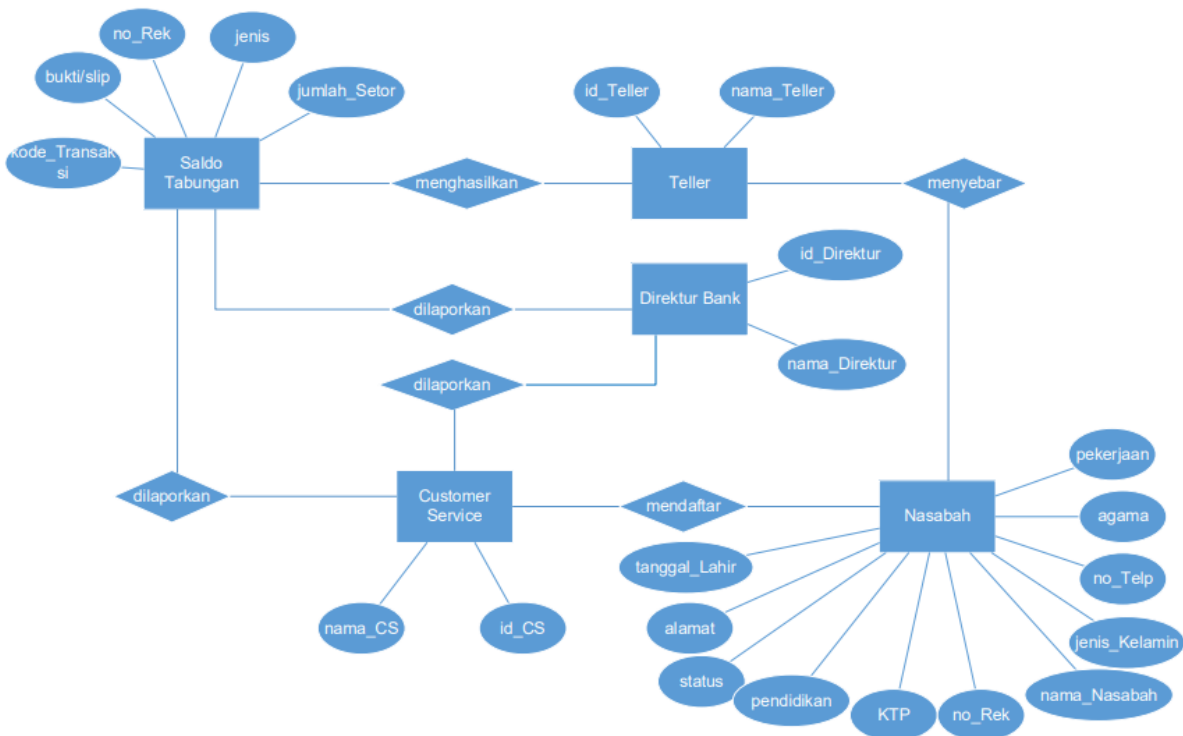 no_Rek
jenis
bukti/slip
jumlah_Setor
id_Teller
nama_Teller
kode_Transak
si
Saldo
Tabungan
menghasilkan
Teller
menyebar
id_Direktur
Direktur Bank
dilaporkan
nama_Direktur
dilaporkan
pekerjaan
dilaporkan
Customer
Service
mendaftar
Nasabah
agama
tanggal_Lahir
no_Telp
nama_CS
id_CS
alamat
jenis_Kelamin
status
pendidikan
KTP
no_Rek
nama_Nasabah